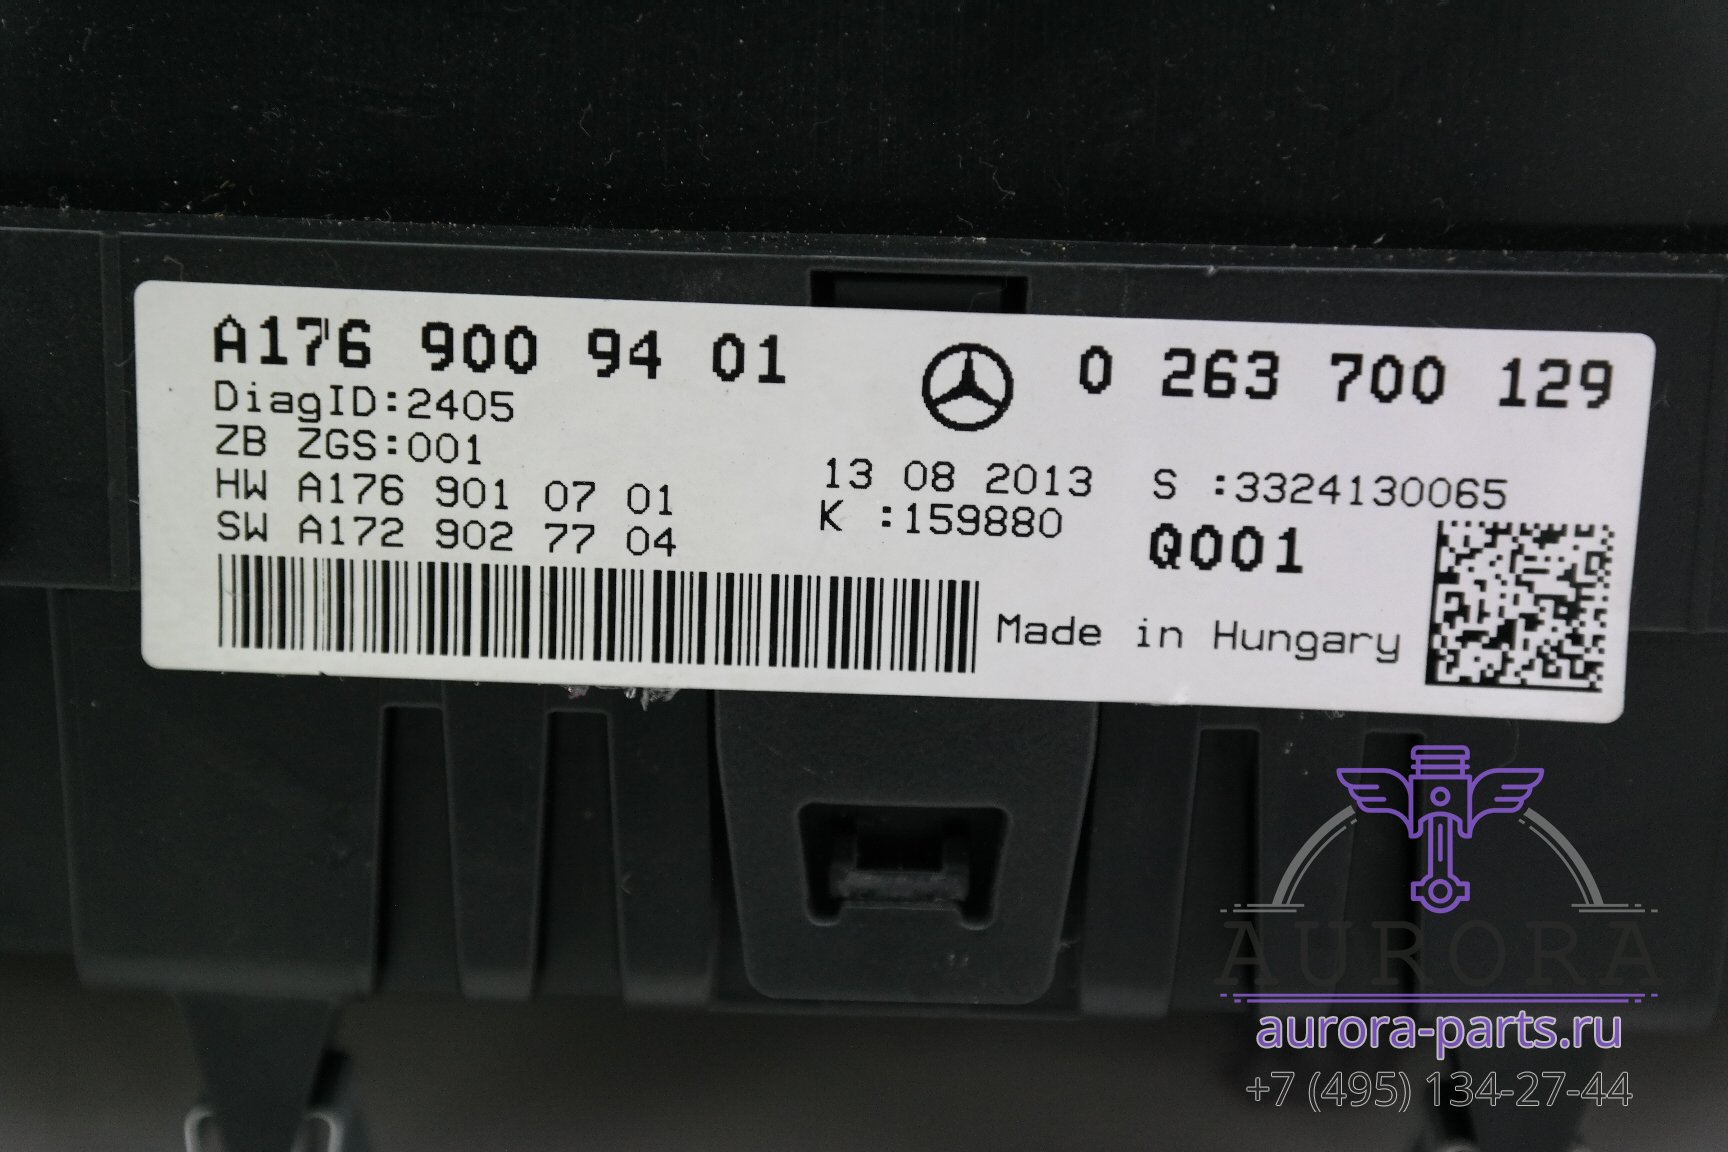 A176 900 94 01
0 263 700 129
DiagID:2405
ZB ZGS:001
HW A176 901 07 01
SW A172 902 77 04
13 08 2013
K :159880
S :3324130065
Q001
Made in Hungary
AURORA
aurora-parts.ru
+7 (495) 134-27-44